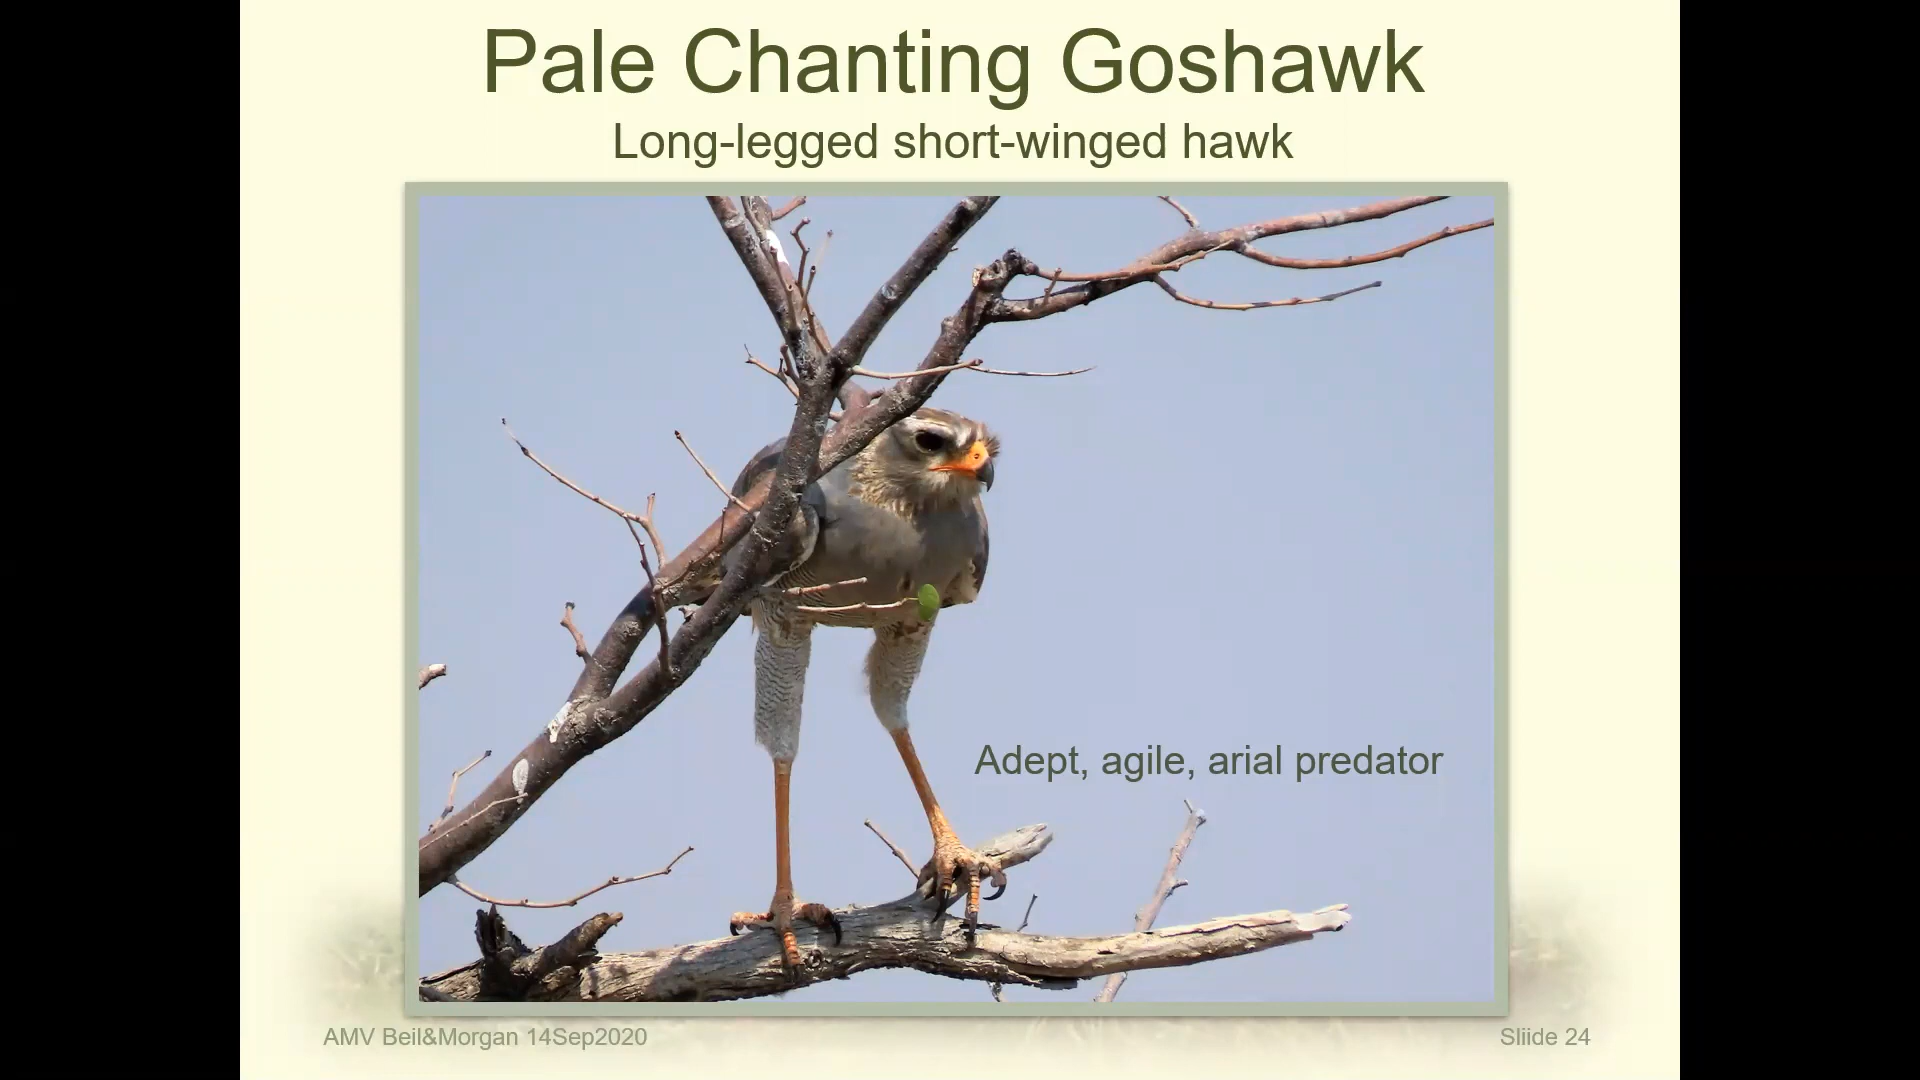 Pale Chanting Goshawk
Long-legged short-winged hawk
Adept, agile, arial predator
AMV Beil&Morgan 14Sep2020
Sliide 24